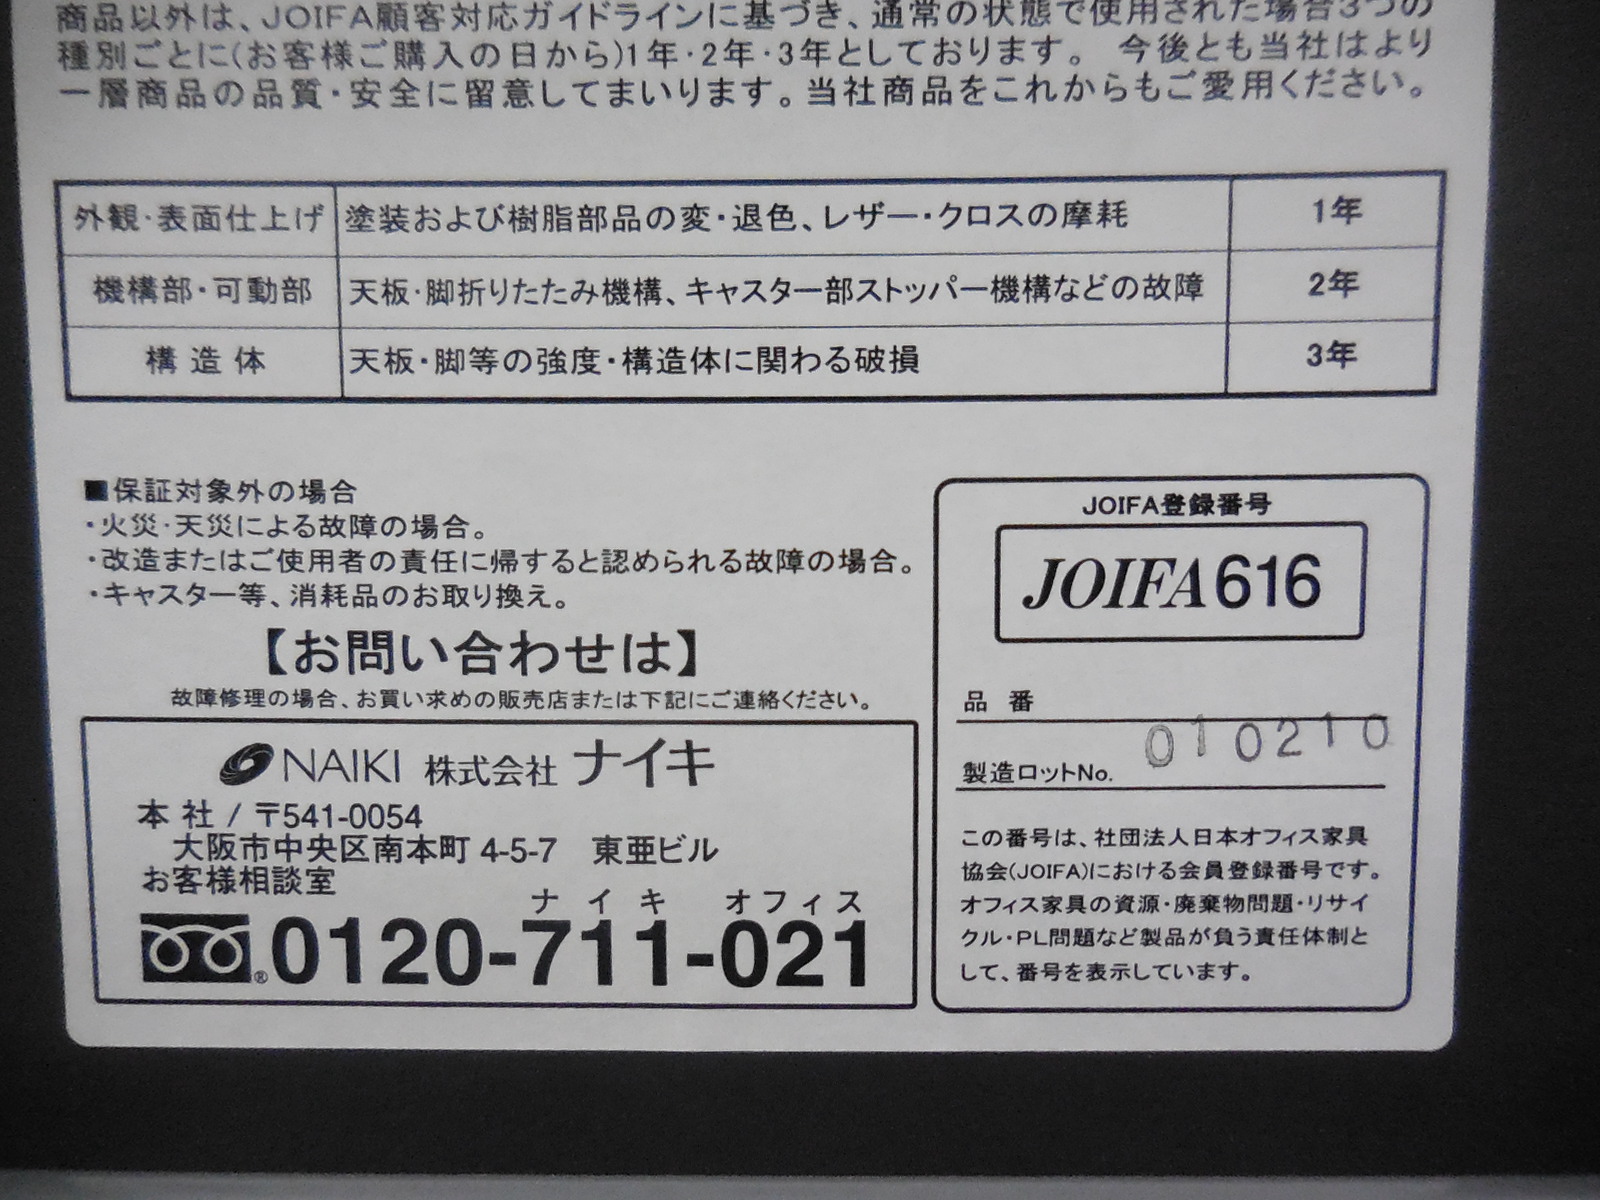 商品以外は、JOIFA顧客対応ガイドラインに基づき、通常の状態で使用された場合3つの
種別ごとに(お客様ご購入の日から)1年・2年・3年としております。 今後とも当社はより
一層商品の品質・安全に留意してまいります。当社商品をこれからもご愛用ください。
外観・表面仕上げ 塗装および樹脂部品の変・退色、レザー・クロスの摩耗 1年
機構部・可動部 天板・脚折りたたみ機構、キャスター部ストッパー機構などの故障 2年
構造体 天板・脚等の強度・構造体に関わる破損 3年
■保証対象外の場合
・火災・天災による故障の場合。
・改造またはご使用者の責任に帰すると認められる故障の場合。
・キャスター等、消耗品のお取り換え。
【お問い合わせは】
故障修理の場合、お買い求めの販売店または下記にご連絡ください。
NAIKI 株式会社 ナイキ
本 社 / 〒541-0054
大阪市中央区南本町 4-5-7 東亜ビル
お客様相談室
ナイキ オフィス
® 0120-711-021
JOIFA登録番号
JOIFA616
品 番
010210
製造ロットNo.
この番号は、社団法人日本オフィス家具
協会(JOIFA)における会員登録番号です。
オフィス家具の資源・廃棄物問題・リサイ
クル・PL問題など製品が負う責任体制と
して、番号を表示しています。